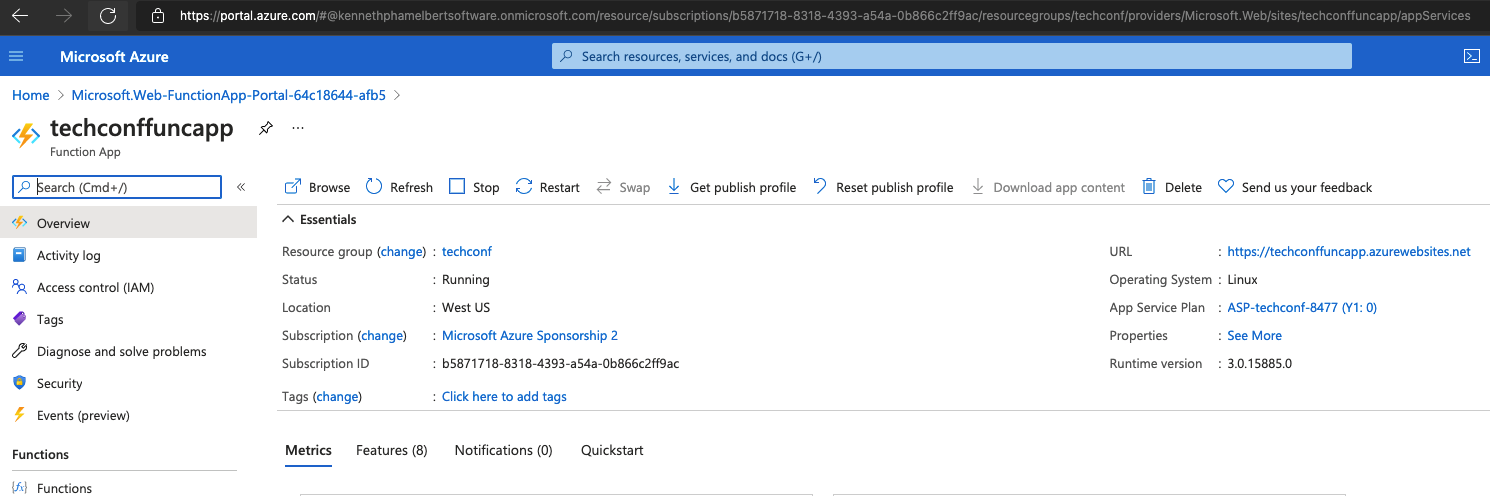 https://portal.azure.com/#@kennethphamelbertsoftware.onmicrosoft.com/resource/subscriptions/b5871718-8318-4393-a54a-0b866c2ff9ac/resourcegroups/techconf/providers/Microsoft.Web/sites/techconffuncapp/appServices
Microsoft Azure
Search resources, services, and docs (G+/)
Home > Microsoft.Web-FunctionApp-Portal-64c18644-afb5 >
techconffuncapp ...
Function App
Search (Cmd+/) «
Browse Refresh Stop Restart Swap Get publish profile Reset publish profile Download app content Delete Send us your feedback
Overview
Activity log
Access control (IAM)
Tags
Diagnose and solve problems
Security
Events (preview)
Functions
Functions
Essentials
Resource group (change) : techconf
Status : Running
Location : West US
Subscription (change) : Microsoft Azure Sponsorship 2
Subscription ID : b5871718-8318-4393-a54a-0b866c2ff9ac
Tags (change) : Click here to add tags
URL : https://techconffuncapp.azurewebsites.net
Operating System : Linux
App Service Plan : ASP-techconf-8477 (Y1: 0)
Properties : See More
Runtime version : 3.0.15885.0
Metrics Features (8) Notifications (0) Quickstart